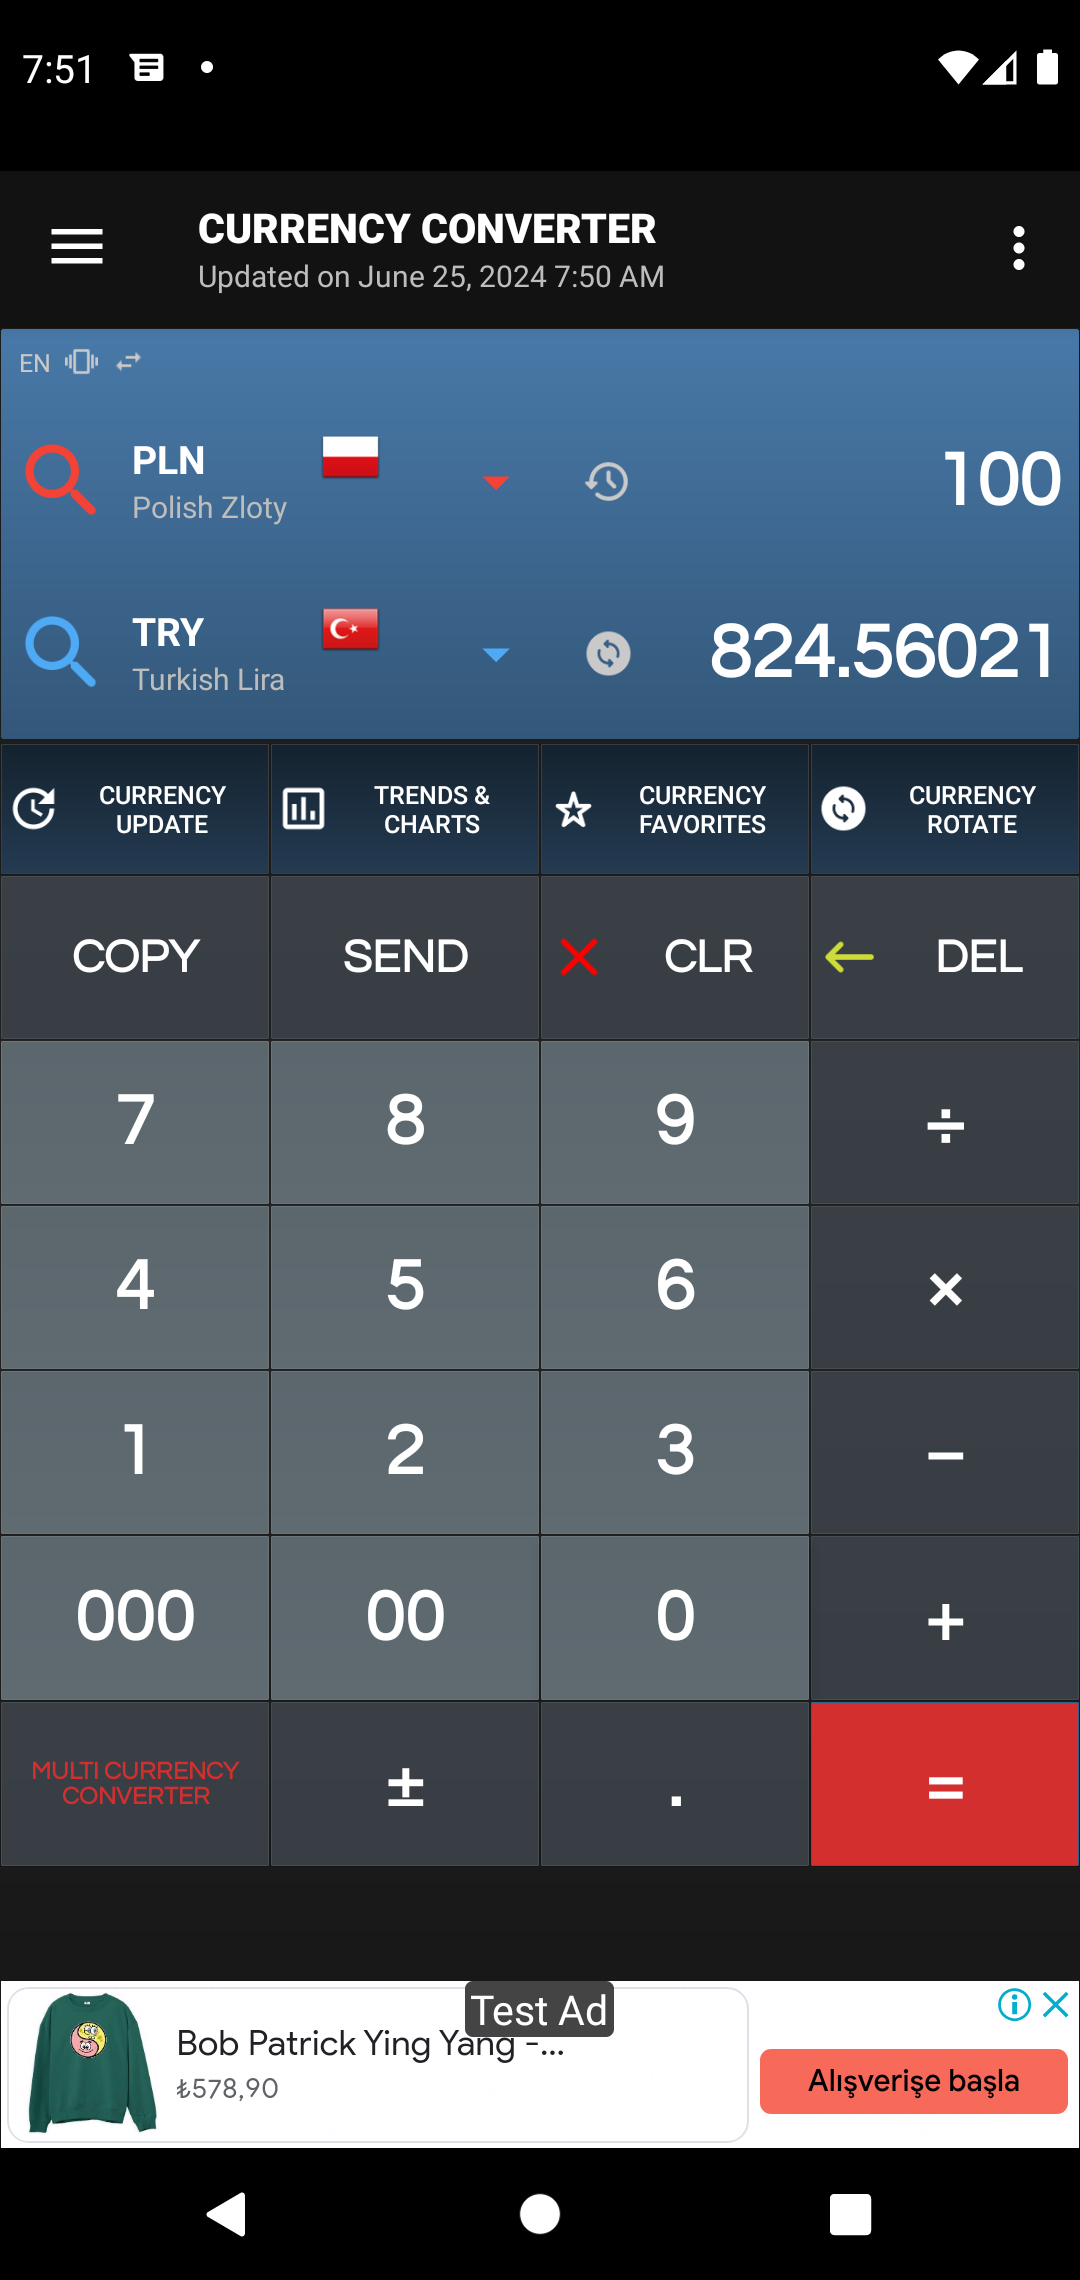 7:51
CURRENCY CONVERTER
Updated on June 25, 2024 7:50 AM
EN
PLN
Polish Zloty
100
TRY
Turkish Lira
824.56021
CURRENCY UPDATE
TRENDS & CHARTS
CURRENCY FAVORITES
CURRENCY ROTATE
COPY
SEND
CLR
DEL
7
8
9
÷
4
5
6
×
1
2
3
−
000
00
0
+
MULTI CURRENCY CONVERTER
±
.
=
Test Ad
Bob Patrick Ying Yang -...
₺578,90
Alışverişe başla